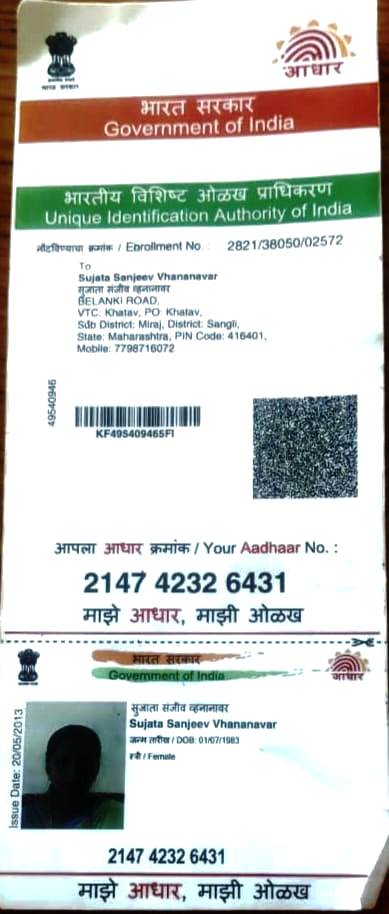 भारत सरकार
आधार
भारत सरकार
Government of India
भारतीय विशिष्ट ओळख प्राधिकरण
Unique Identification Authority of India
नोंदविण्याचा क्रमांक / Enrollment No. : 2821/38050/02572
To
Sujata Sanjeev Vhananavar
सुजाता संजीव व्हनानावर
BELANKI ROAD,
VTC: Khatav, PO: Khatav,
Sub District: Miraj, District: Sangli,
State: Maharashtra, PIN Code: 416401,
Mobile: 7798716072
49540946
KF495409465FI
आपला आधार क्रमांक / Your Aadhaar No. :
2147 4232 6431
माझे आधार, माझी ओळख
भारत सरकार
Government of India
आधार
Issue Date: 20/05/2013
सुजाता संजीव व्हनानावर
Sujata Sanjeev Vhananavar
जन्म तारीख / DOB: 01/07/1983
स्त्री / Female
2147 4232 6431
माझे आधार, माझी ओळख